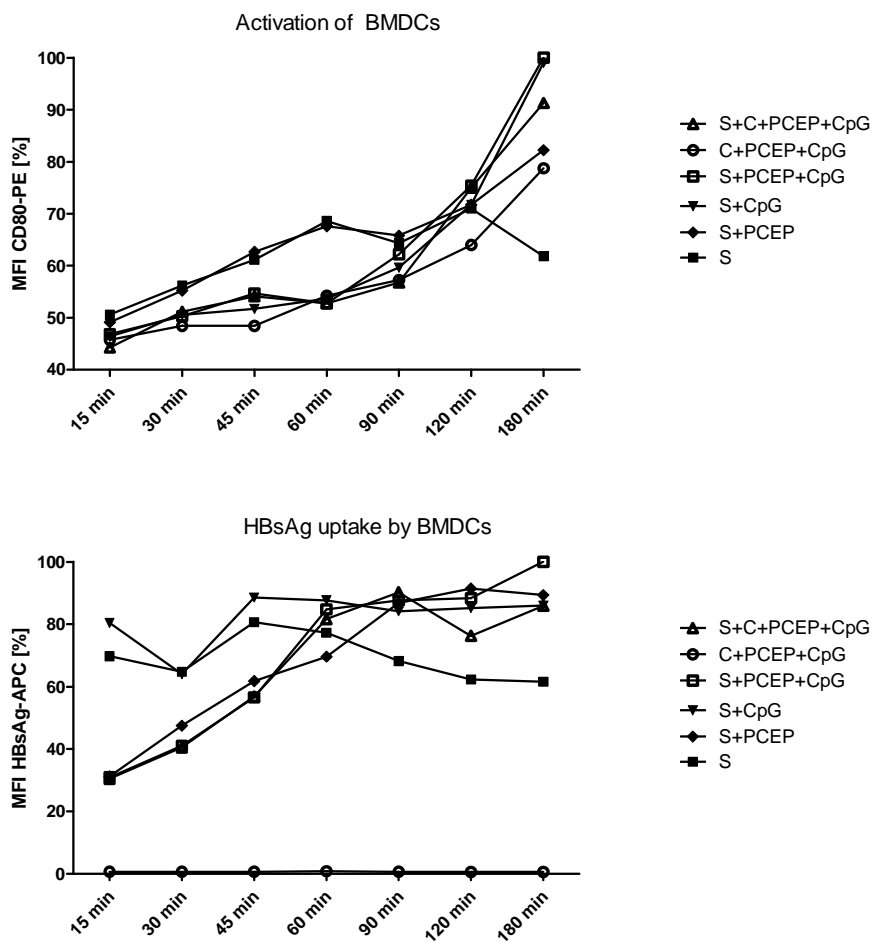 Activation of  BMDCs
MFI CD80-PE [%]
100
90
80
70
60
50
40
15 min
30 min
45 min
60 min
90 min
120 min
180 min
S+C+PCEP+CpG
C+PCEP+CpG
S+PCEP+CpG
S+CpG
S+PCEP
S
HBsAg uptake by BMDCs
MFI HBsAg-APC [%]
100
80
60
40
20
0
15 min
30 min
45 min
60 min
90 min
120 min
180 min
S+C+PCEP+CpG
C+PCEP+CpG
S+PCEP+CpG
S+CpG
S+PCEP
S